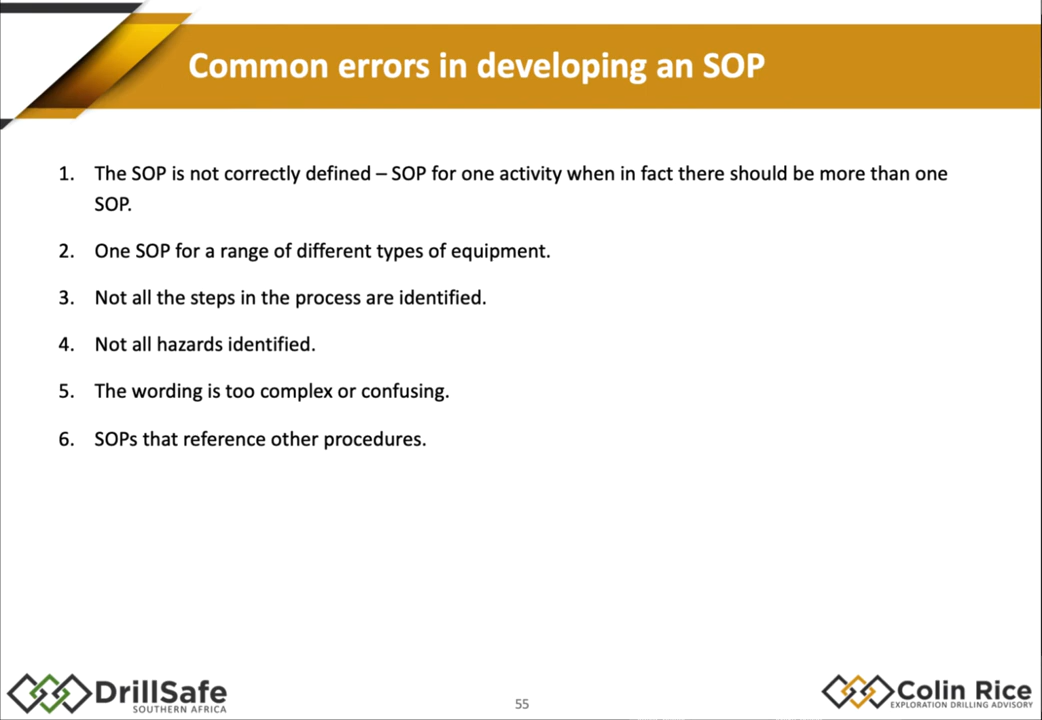 Common errors in developing an SOP
1. The SOP is not correctly defined – SOP for one activity when in fact there should be more than one
SOP.
2. One SOP for a range of different types of equipment.
3. Not all the steps in the process are identified.
4. Not all hazards identified.
5. The wording is too complex or confusing.
6. SOPs that reference other procedures.
DrillSafe
SOUTHERN AFRICA
55
Colin Rice
EXPLORATION DRILLING ADVISORY